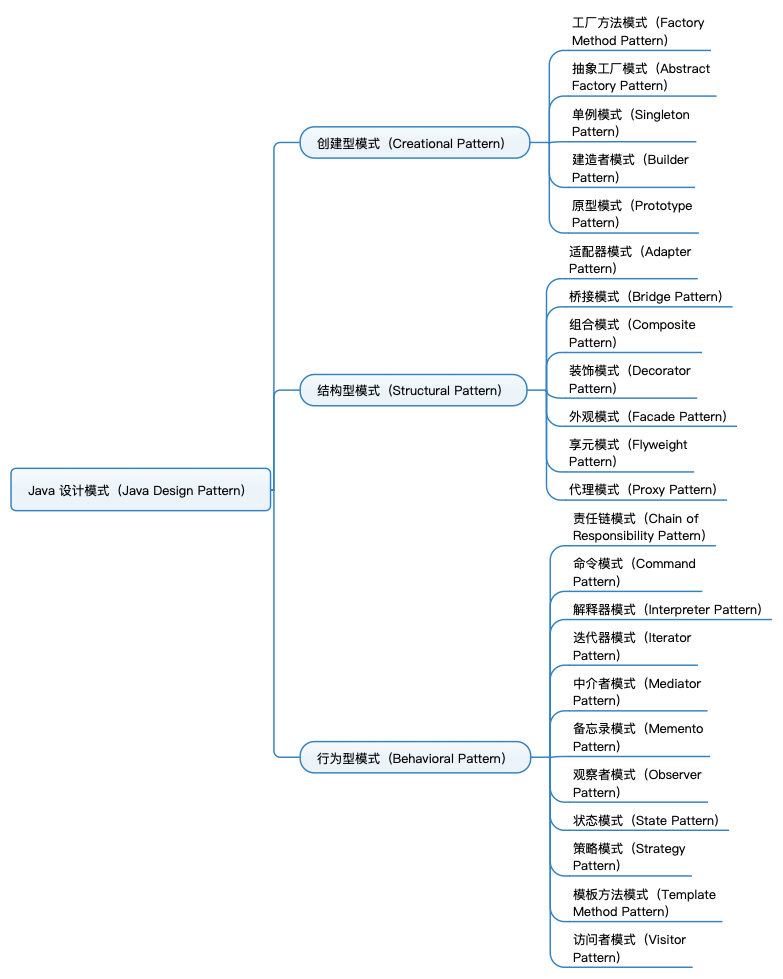 工厂方法模式（Factory
Method Pattern）
抽象工厂模式（Abstract
Factory Pattern）
单例模式（Singleton
Pattern）
创建型模式（Creational Pattern）
建造者模式（Builder
Pattern）
原型模式（Prototype
Pattern）
适配器模式（Adapter
Pattern）
桥接模式（Bridge Pattern）
组合模式（Composite
Pattern）
装饰模式（Decorator
Pattern）
结构型模式（Structural Pattern）
外观模式（Facade Pattern）
享元模式（Flyweight
Pattern）
代理模式（Proxy Pattern）
Java 设计模式（Java Design Pattern）
责任链模式（Chain of
Responsibility Pattern）
命令模式（Command
Pattern）
解释器模式（Interpreter Pattern）
迭代器模式（Iterator
Pattern）
中介者模式（Mediator
Pattern）
备忘录模式（Memento
Pattern）
行为型模式（Behavioral Pattern）
观察者模式（Observer
Pattern）
状态模式（State Pattern）
策略模式（Strategy
Pattern）
模板方法模式（Template
Method Pattern）
访问者模式（Visitor
Pattern）